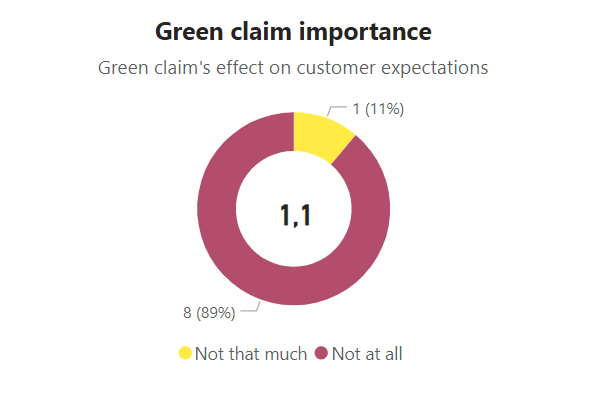 Green claim importance
Green claim's effect on customer expectations
1 (11%)
1,1
8 (89%)
Not that much Not at all